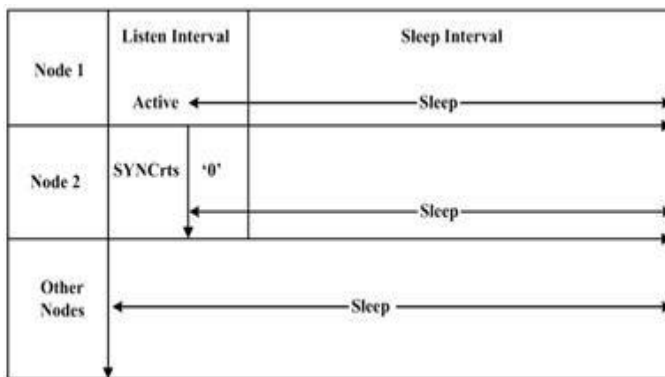 Listen Interval Sleep Interval
Node 1
Active Sleep
Node 2 SYNCrts ‘0’
Sleep
Other
Nodes
Sleep